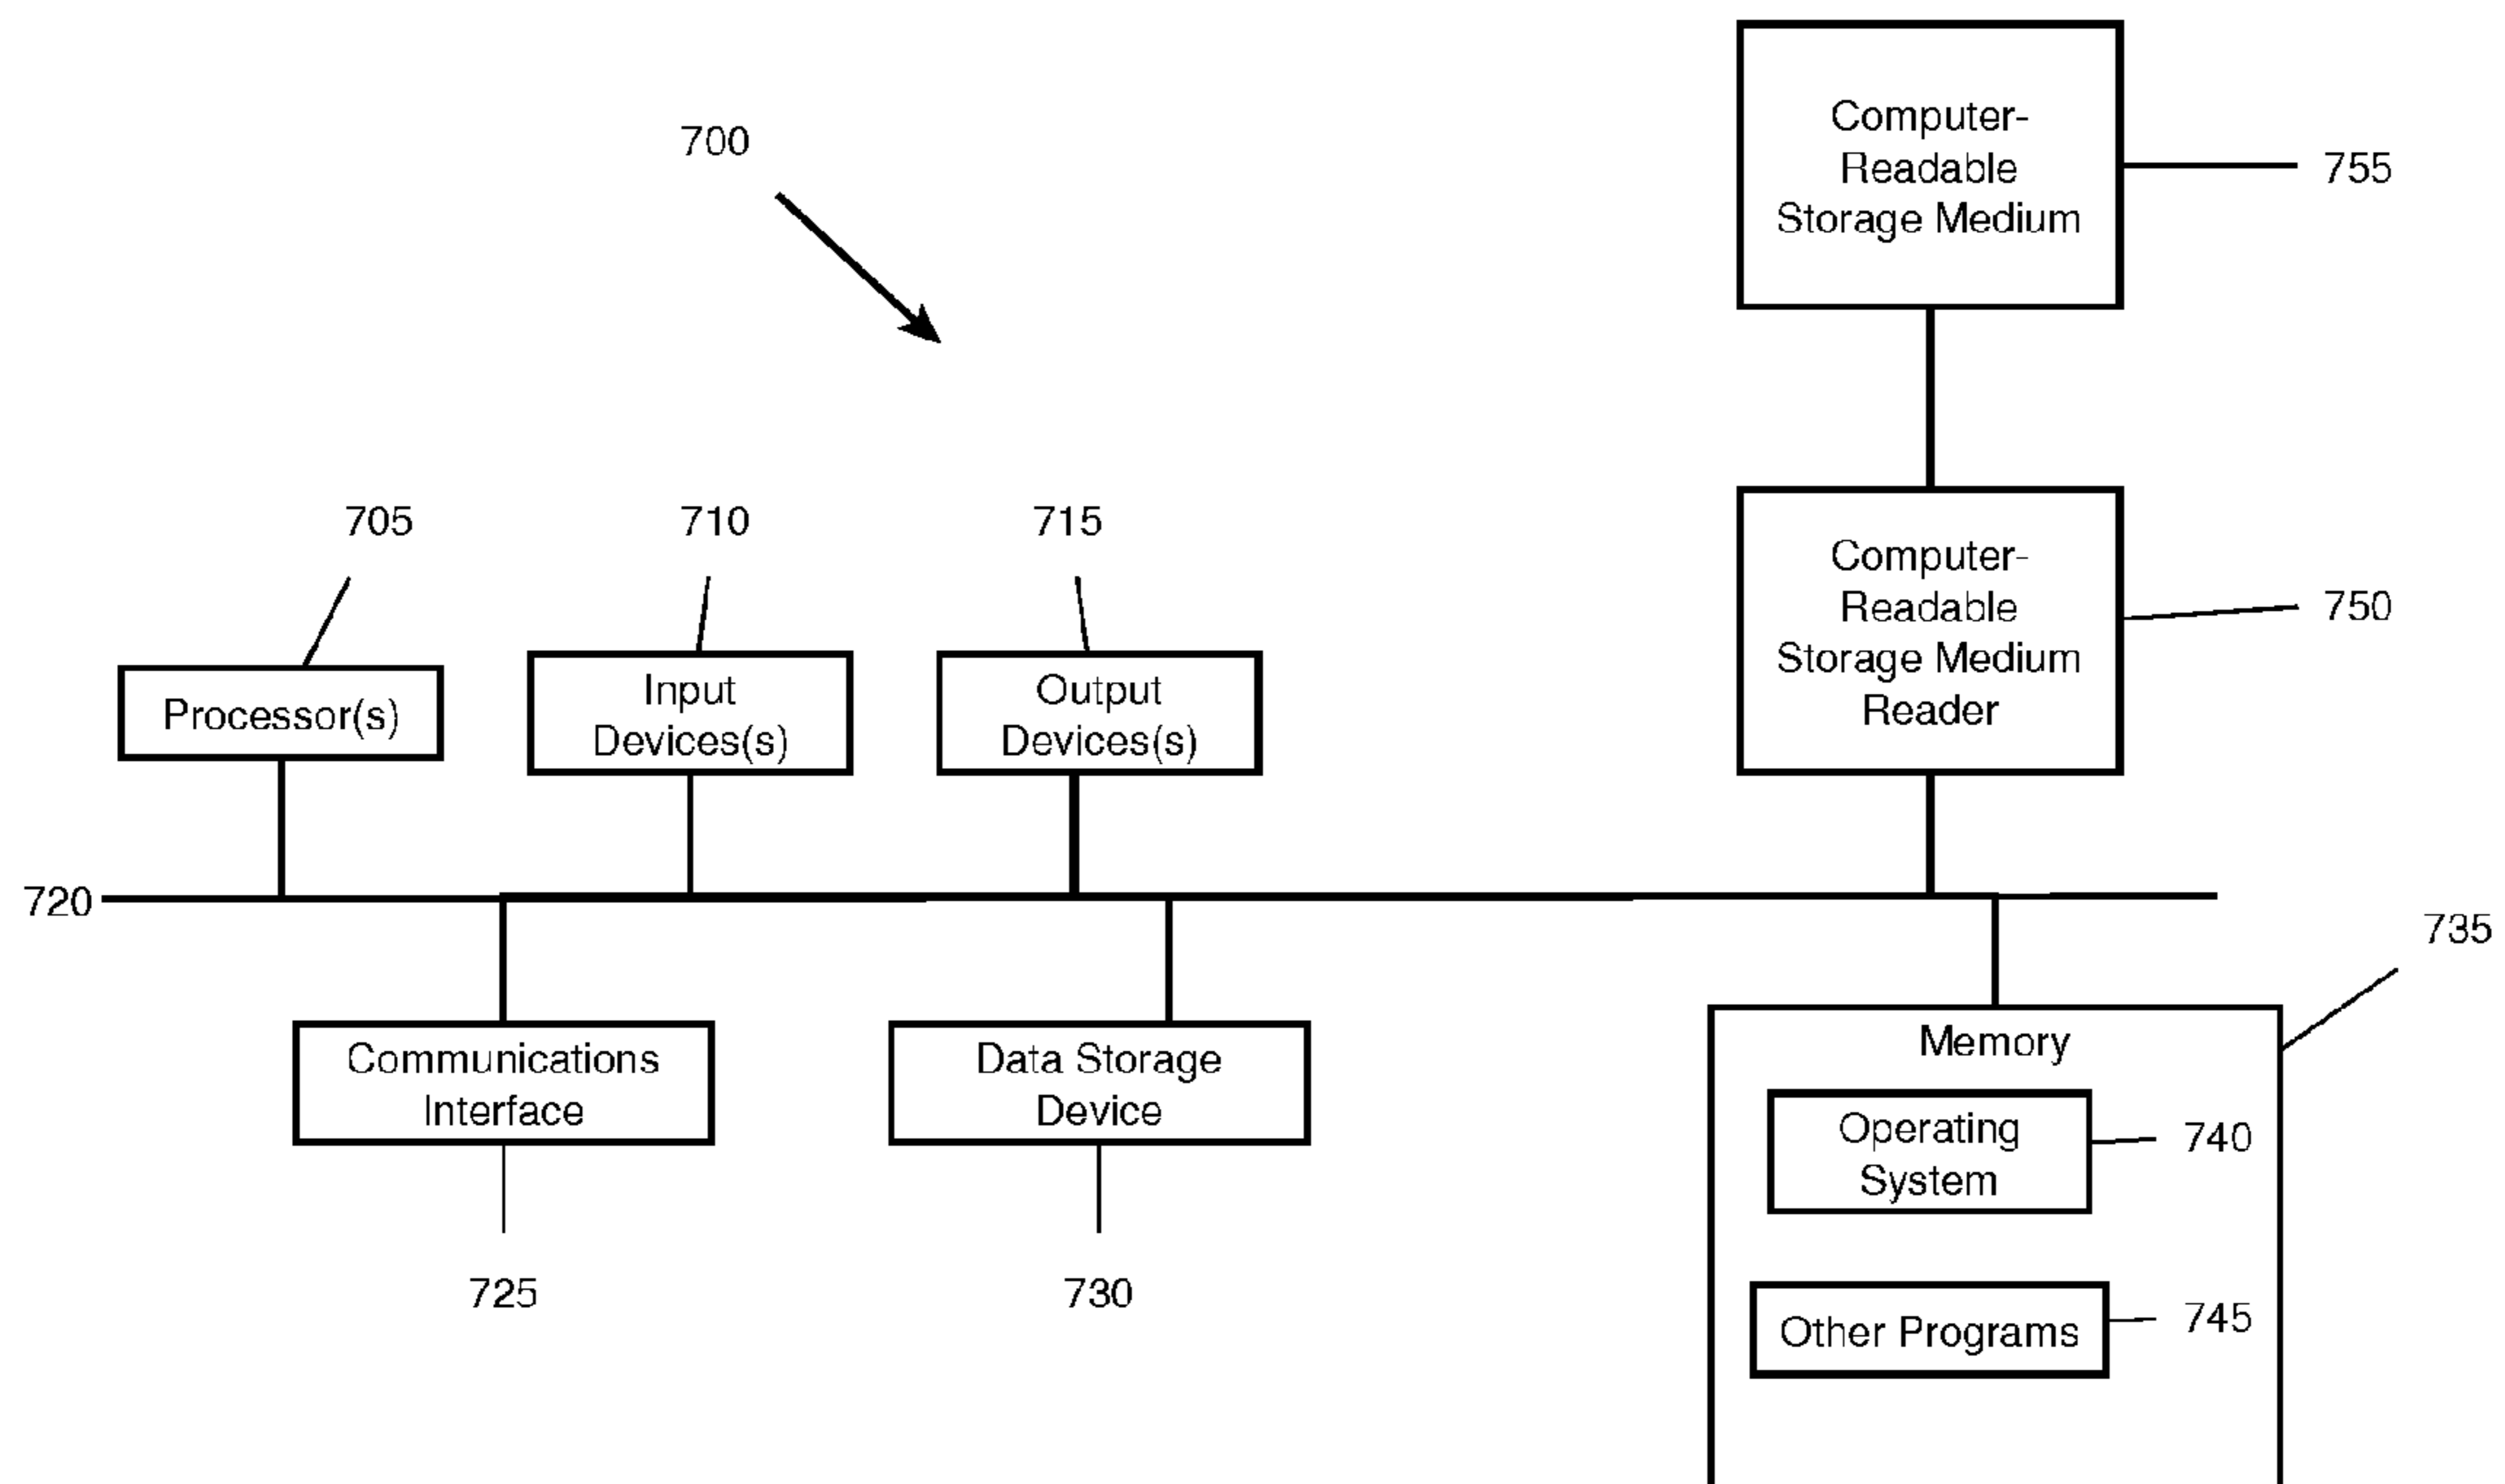 700
Computer-
Readable
Storage Medium
755
705
710
715
Computer-
Readable
Storage Medium
Reader
750
Processor(s)
Input
Devices(s)
Output
Devices(s)
720
735
Communications
Interface
Data Storage
Device
Memory
Operating
System
740
725
730
Other Programs
745